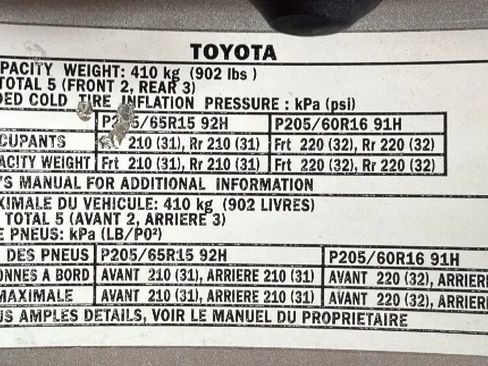 TOYOTA
APACITY WEIGHT: 410 kg (902 lbs )
TOTAL 5 (FRONT 2, REAR 3)
DED COLD TIRE INFLATION PRESSURE : kPa (psi)
P2 /65R15 92H P205/60R16 91H
CUPANTS 210 (31), Rr 210 (31) Frt 220 (32), Rr 220 (32)
ACITY WEIGHT Frt 210 (31), Rr 210 (31) Frt 220 (32), Rr 220 (32)
'S MANUAL FOR ADDITIONAL INFORMATION
XIMALE DU VEHICULE: 410 kg (902 LIVRES)
TOTAL 5 (AVANT 2, ARRIERE 3)
E PNEUS: kPa (LB/PO²)
DES PNEUS P205/65R15 92H P205/60R16 91H
ONNES A BORD AVANT 210 (31), ARRIERE 210 (31) AVANT 220 (32), ARRIERE
MAXIMALE AVANT 210 (31), ARRIERE 210 (31) AVANT 220 (32), ARRIERE
US AMPLES DETAILS, VOIR LE MANUEL DU PROPRIETAIRE